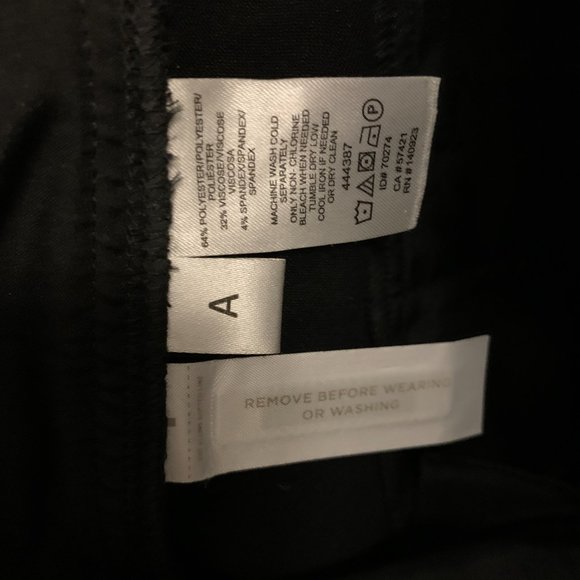 64% POLYESTER/POLYESTER/
POLIÉSTER
32% VISCOSE/VISCOSE
VISCOSA
4% SPANDEX/SPANDEX/
SPANDEX
MACHINE WASH COLD
SEPARATELY
ONLY NON- CHLORINE
BLEACH WHEN NEEDED
TUMBLE DRY LOW
COOL IRON IF NEEDED
OR DRY CLEAN
444387
P
ID# 70274
CA # 57421
RN # 140923
A
REMOVE BEFORE WEARING
OR WASHING